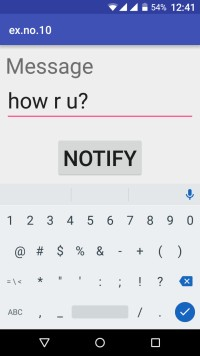 54% 12:41
ex.no.10
Message
how r u?
NOTIFY
1 2 3 4 5 6 7 8 9 0
@ # $ % & - + ( )
= \ < * " ' : ; ! ?
ABC , _ / .